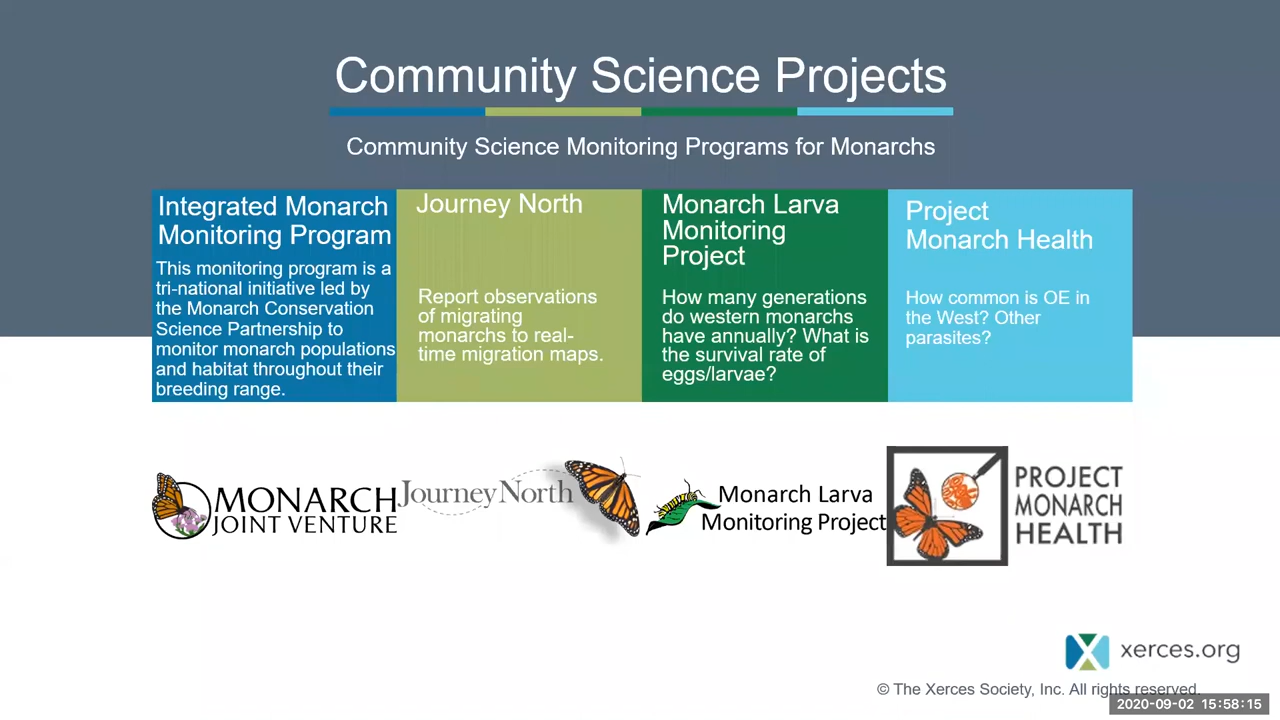 Community Science Projects
Community Science Monitoring Programs for Monarchs
Integrated Monarch
Monitoring Program
This monitoring program is a
tri-national initiative led by
the Monarch Conservation
Science Partnership to
monitor monarch populations
and habitat throughout their
breeding range.
Journey North
Report observations
of migrating
monarchs to real-
time migration maps.
Monarch Larva
Monitoring
Project
How many generations
do western monarchs
have annually? What is
the survival rate of
eggs/larvae?
Project
Monarch Health
How common is OE in
the West? Other
parasites?
MONARCH
JOINT VENTURE
Journey North
Monarch Larva
Monitoring Project
PROJECT
MONARCH
HEALTH
xerces.org
© The Xerces Society, Inc. All rights reserved.
2020-09-02 15:58:15